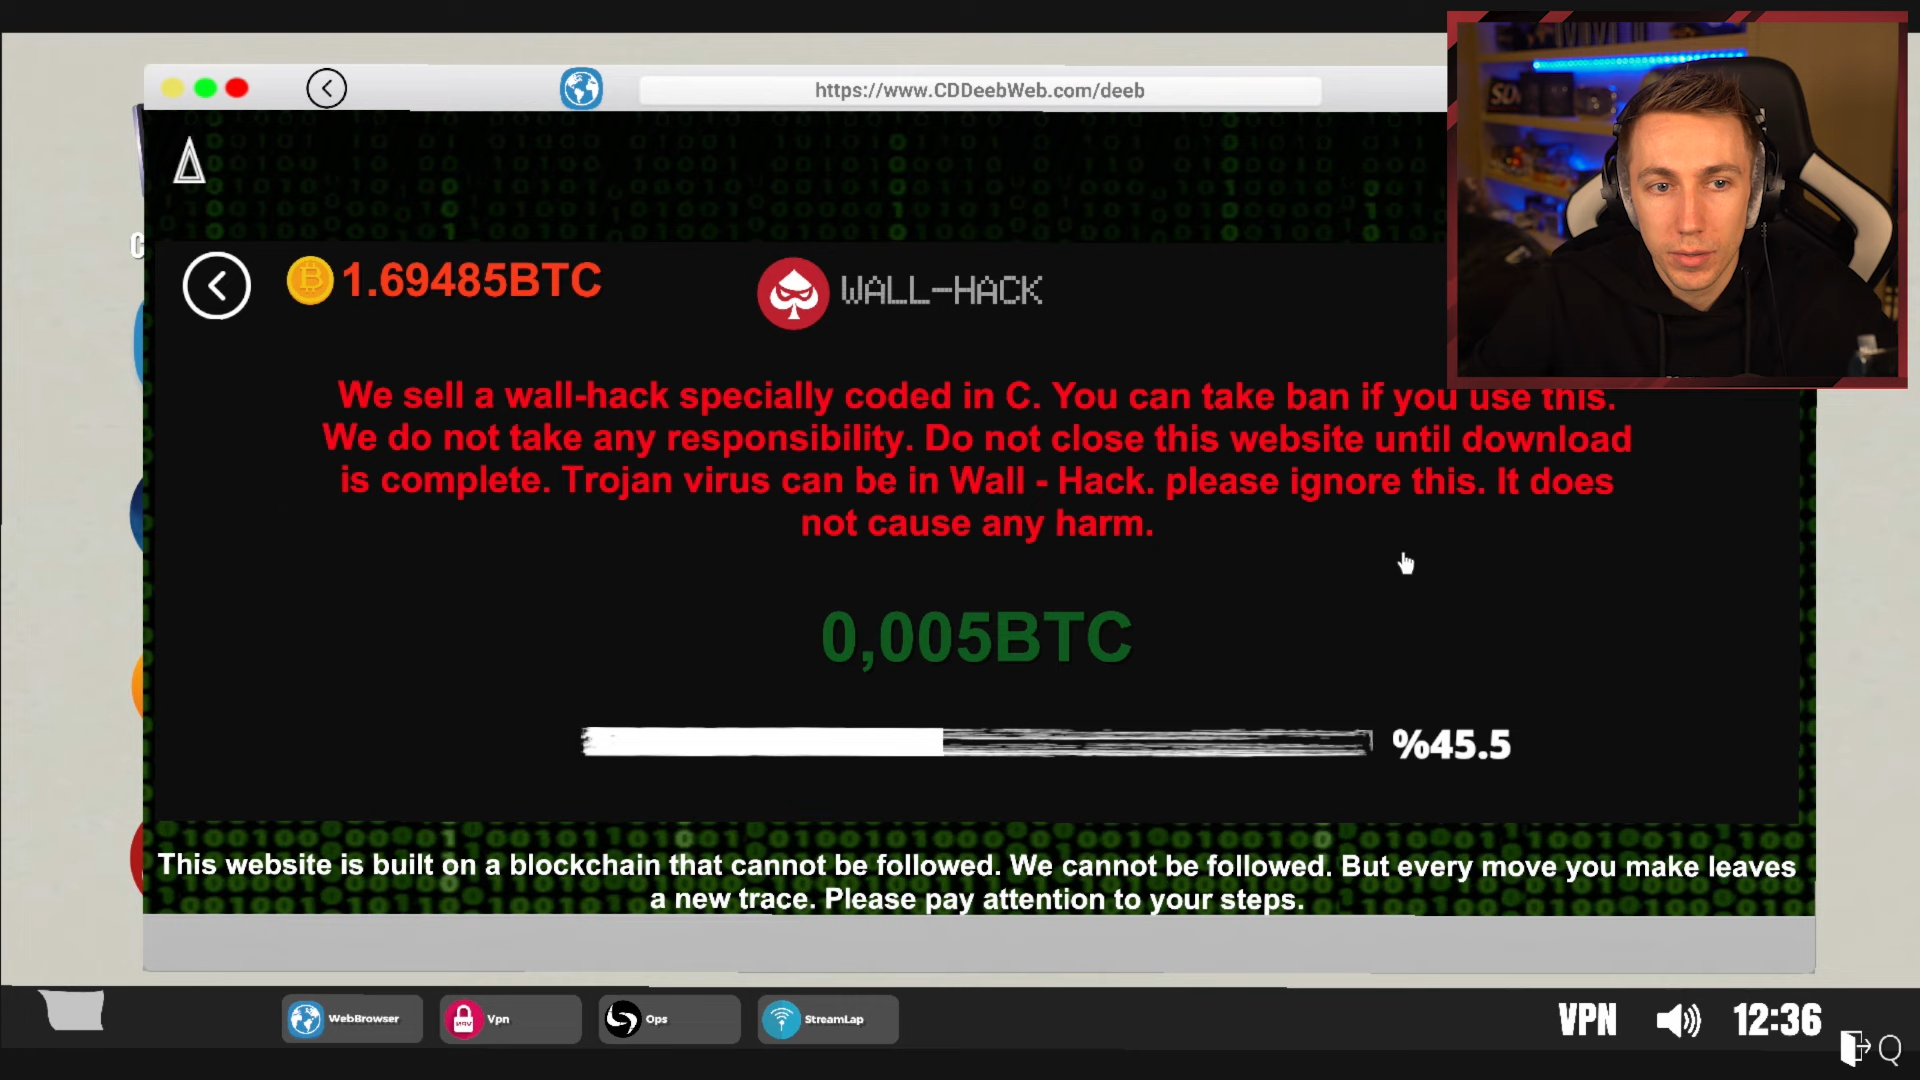 https://www.CDDeebWeb.com/deeb
1.69485BTC
WALL-HACK
We sell a wall-hack specially coded in C. You can take ban if you use this.
We do not take any responsibility. Do not close this website until download
is complete. Trojan virus can be in Wall - Hack. please ignore this. It does
not cause any harm.
0,005BTC
%45.5
This website is built on a blockchain that cannot be followed. We cannot be followed. But every move you make leaves
a new trace. Please pay attention to your steps.
WebBrowser
Vpn
Ops
StreamLap
VPN
12:36
Q